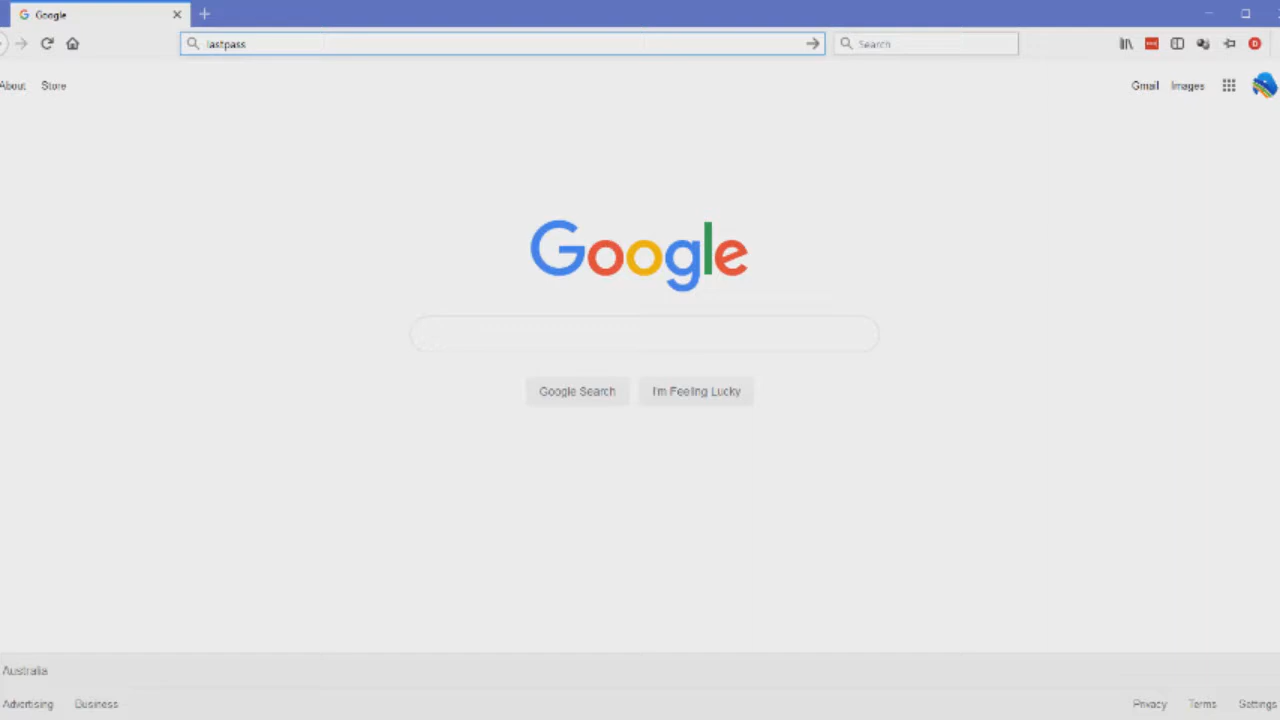 Google
lastpass
Search
About Store
Gmail Images
Google
Google Search I'm Feeling Lucky
Australia
Advertising Business
Privacy Terms Settings